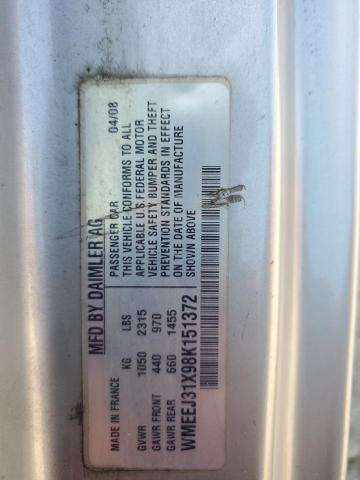 MFD BY DAIMLER AG
PASSENGER CAR 04/08
THIS VEHICLE CONFORMS TO ALL
APPLICABLE U.S FEDERAL MOTOR
VEHICLE SAFETY BUMPER AND THEFT
PREVENTION STANDARDS IN EFFECT
ON THE DATE OF MANUFACTURE
SHOWN ABOVE
MADE IN FRANCE KG LBS
GVWR 1050 2315
GAWR FRONT 440 970
GAWR REAR 660 1455
WMEEJ31X98K151372